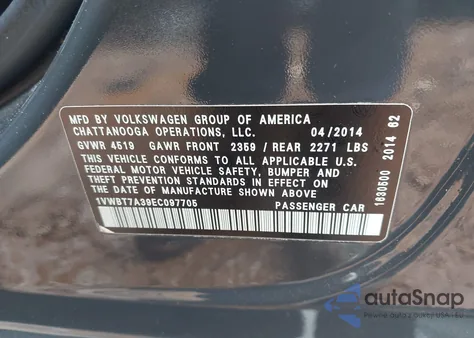 MFD BY VOLKSWAGEN GROUP OF AMERICA
CHATTANOOGA OPERATIONS, LLC. 04/2014
GVWR 4519 GAWR FRONT 2359 / REAR 2271 LBS
THIS VEHICLE CONFORMS TO ALL APPLICABLE U.S.
FEDERAL MOTOR VEHICLE SAFETY, BUMPER AND
THEFT PREVENTION STANDARDS IN EFFECT ON THE
DATE OF MANUFACTURE SHOWN ABOVE.
1VWBT7A39EC097705 PASSENGER CAR
1630500 2014 62
autoSnap